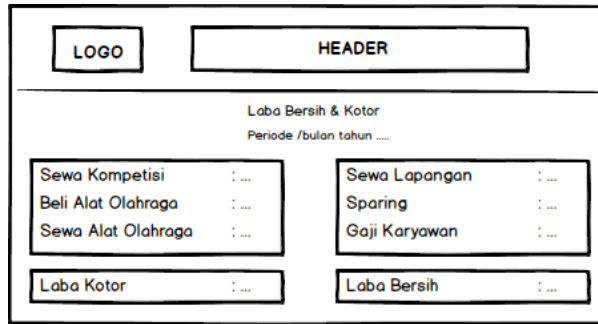 LOGO
HEADER
Laba Bersih & Kotor
Periode /bulan tahun .....
Sewa Kompetisi : ...
Beli Alat Olahraga : ...
Sewa Alat Olahraga : ...
Sewa Lapangan : ...
Sparing : ...
Gaji Karyawan : ...
Laba Kotor : ...
Laba Bersih : ...